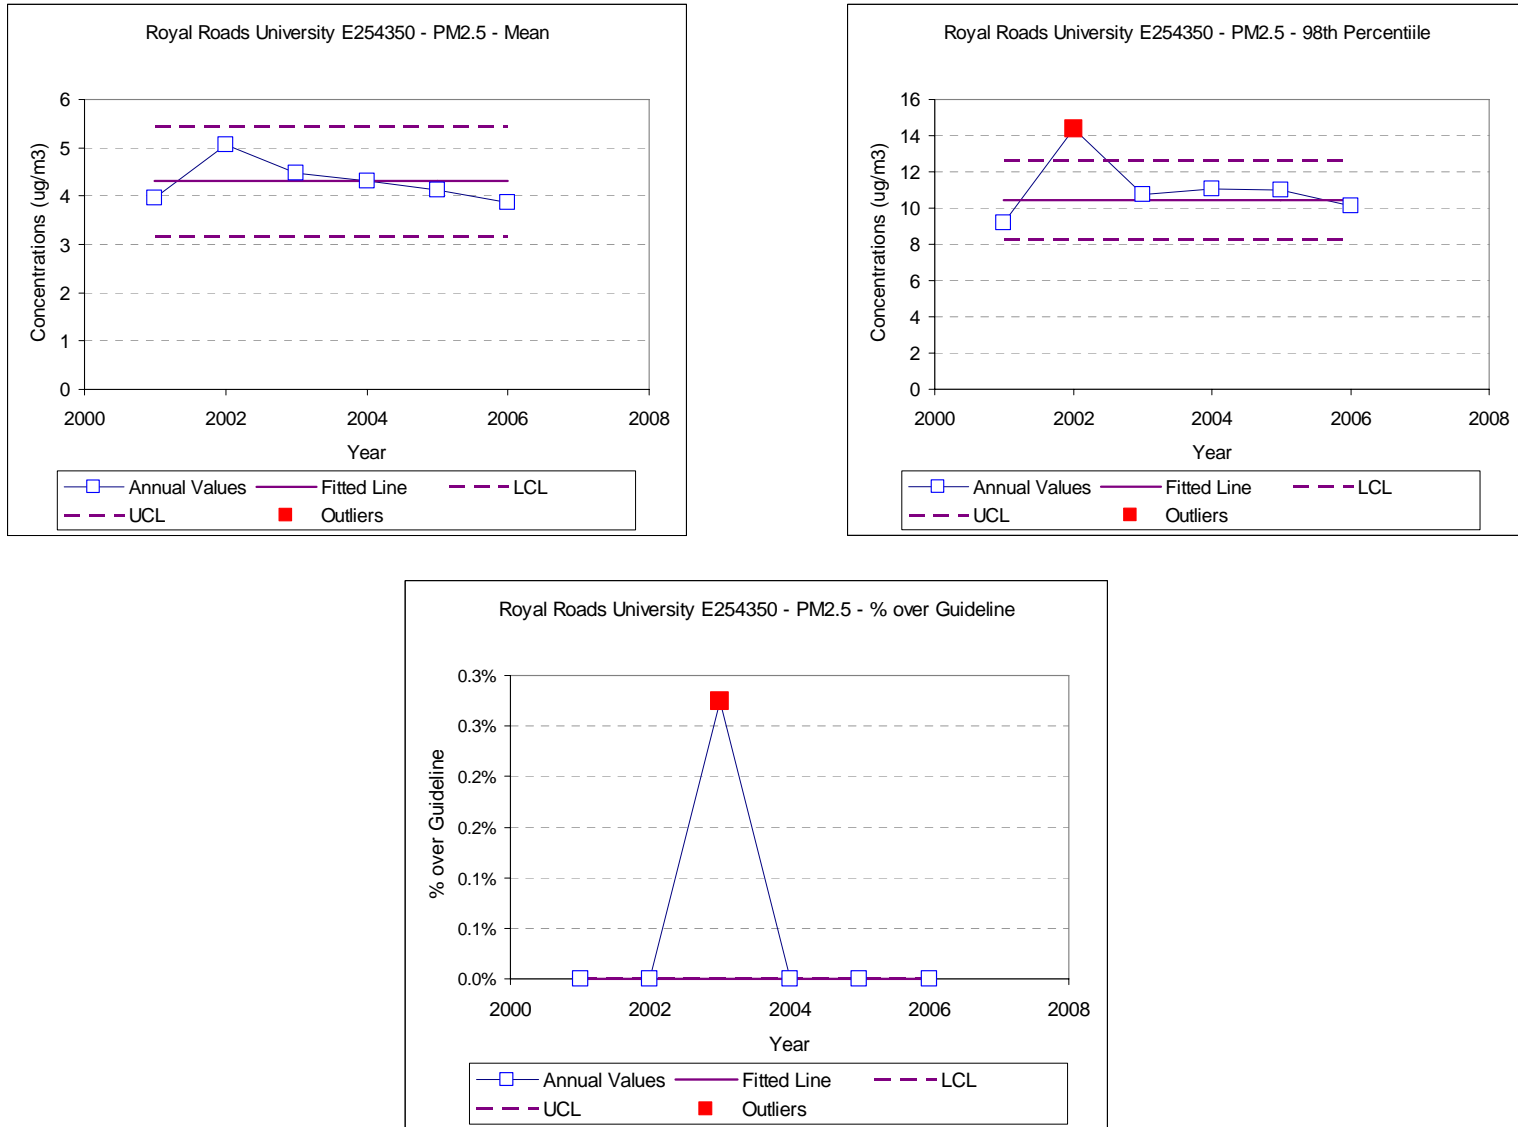 Royal Roads University E254350 - PM2.5 - Mean
Concentrations (ug/m3)
6
5
4
3
2
1
0
2000 2002 2004 2006 2008
Year
Annual Values Fitted Line LCL
UCL Outliers
Royal Roads University E254350 - PM2.5 - 98th Percentiile
Concentrations (ug/m3)
16
14
12
10
8
6
4
2
0
2000 2002 2004 2006 2008
Year
Annual Values Fitted Line LCL
UCL Outliers
Royal Roads University E254350 - PM2.5 - % over Guideline
% over Guideline
0.3%
0.3%
0.2%
0.2%
0.1%
0.1%
0.0%
2000 2002 2004 2006 2008
Year
Annual Values Fitted Line LCL
UCL Outliers